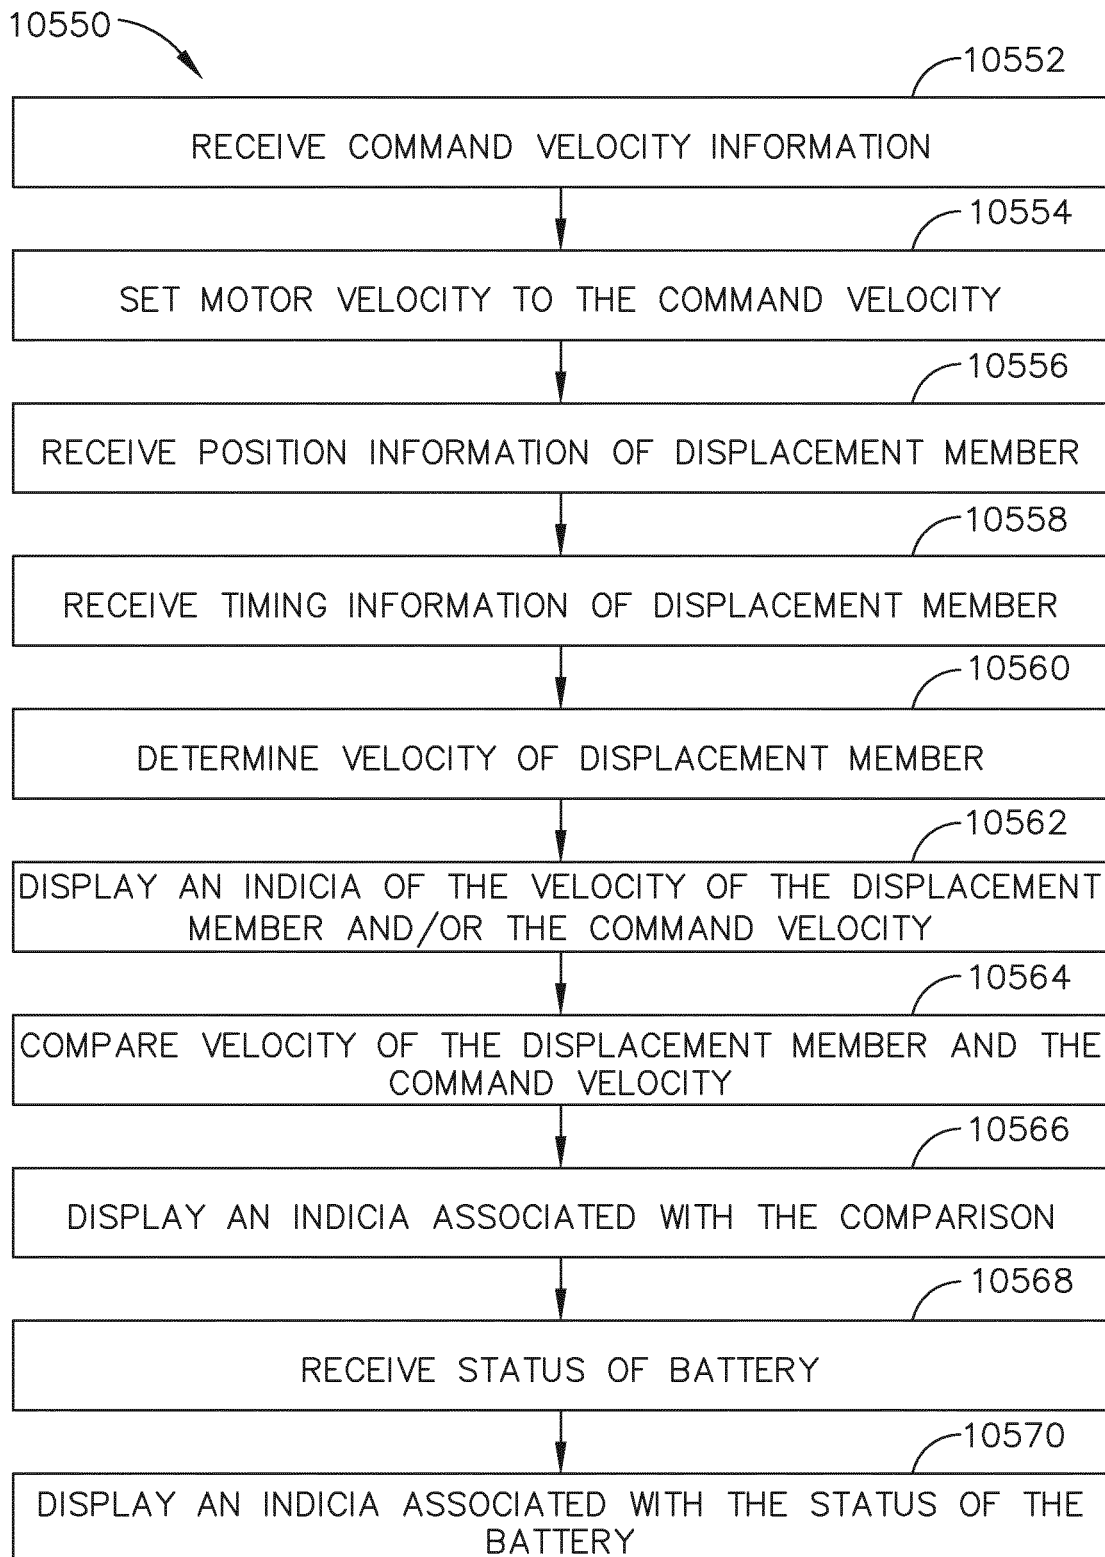 10550
10552
RECEIVE COMMAND VELOCITY INFORMATION
10554
SET MOTOR VELOCITY TO THE COMMAND VELOCITY
10556
RECEIVE POSITION INFORMATION OF DISPLACEMENT MEMBER
10558
RECEIVE TIMING INFORMATION OF DISPLACEMENT MEMBER
10560
DETERMINE VELOCITY OF DISPLACEMENT MEMBER
10562
DISPLAY AN INDICIA OF THE VELOCITY OF THE DISPLACEMENT
MEMBER AND/OR THE COMMAND VELOCITY
10564
COMPARE VELOCITY OF THE DISPLACEMENT MEMBER AND THE
COMMAND VELOCITY
10566
DISPLAY AN INDICIA ASSOCIATED WITH THE COMPARISON
10568
RECEIVE STATUS OF BATTERY
10570
DISPLAY AN INDICIA ASSOCIATED WITH THE STATUS OF THE
BATTERY